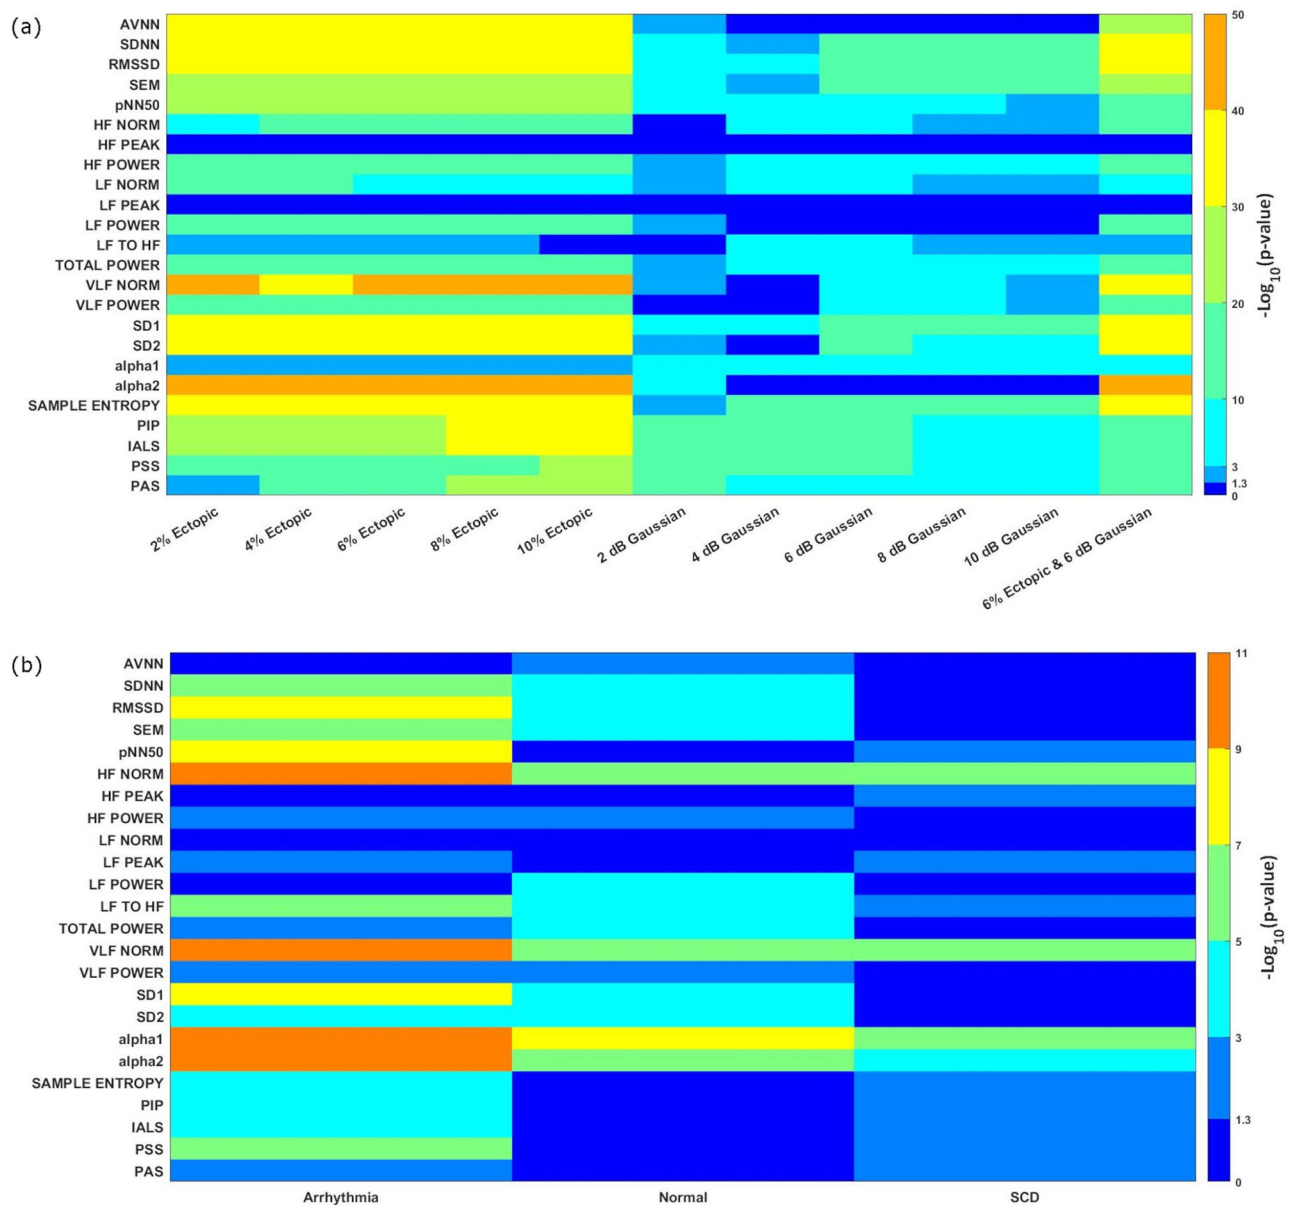 (a)
AVNN
SDNN
RMSSD
SEM
pNN50
HF NORM
HF PEAK
HF POWER
LF NORM
LF PEAK
LF POWER
LF TO HF
TOTAL POWER
VLF NORM
VLF POWER
SD1
SD2
alpha1
alpha2
SAMPLE ENTROPY
PIP
IALS
PSS
PAS
2% Ectopic
4% Ectopic
6% Ectopic
8% Ectopic
10% Ectopic
2 dB Gaussian
4 dB Gaussian
6 dB Gaussian
8 dB Gaussian
10 dB Gaussian
6% Ectopic & 6 dB Gaussian
50
40
30
20
10
3
1.3
0
-Log10(p-value)
(b)
AVNN
SDNN
RMSSD
SEM
pNN50
HF NORM
HF PEAK
HF POWER
LF NORM
LF PEAK
LF POWER
LF TO HF
TOTAL POWER
VLF NORM
VLF POWER
SD1
SD2
alpha1
alpha2
SAMPLE ENTROPY
PIP
IALS
PSS
PAS
Arrhythmia Normal SCD
11
9
7
5
3
1.3
0
-Log10(p-value)